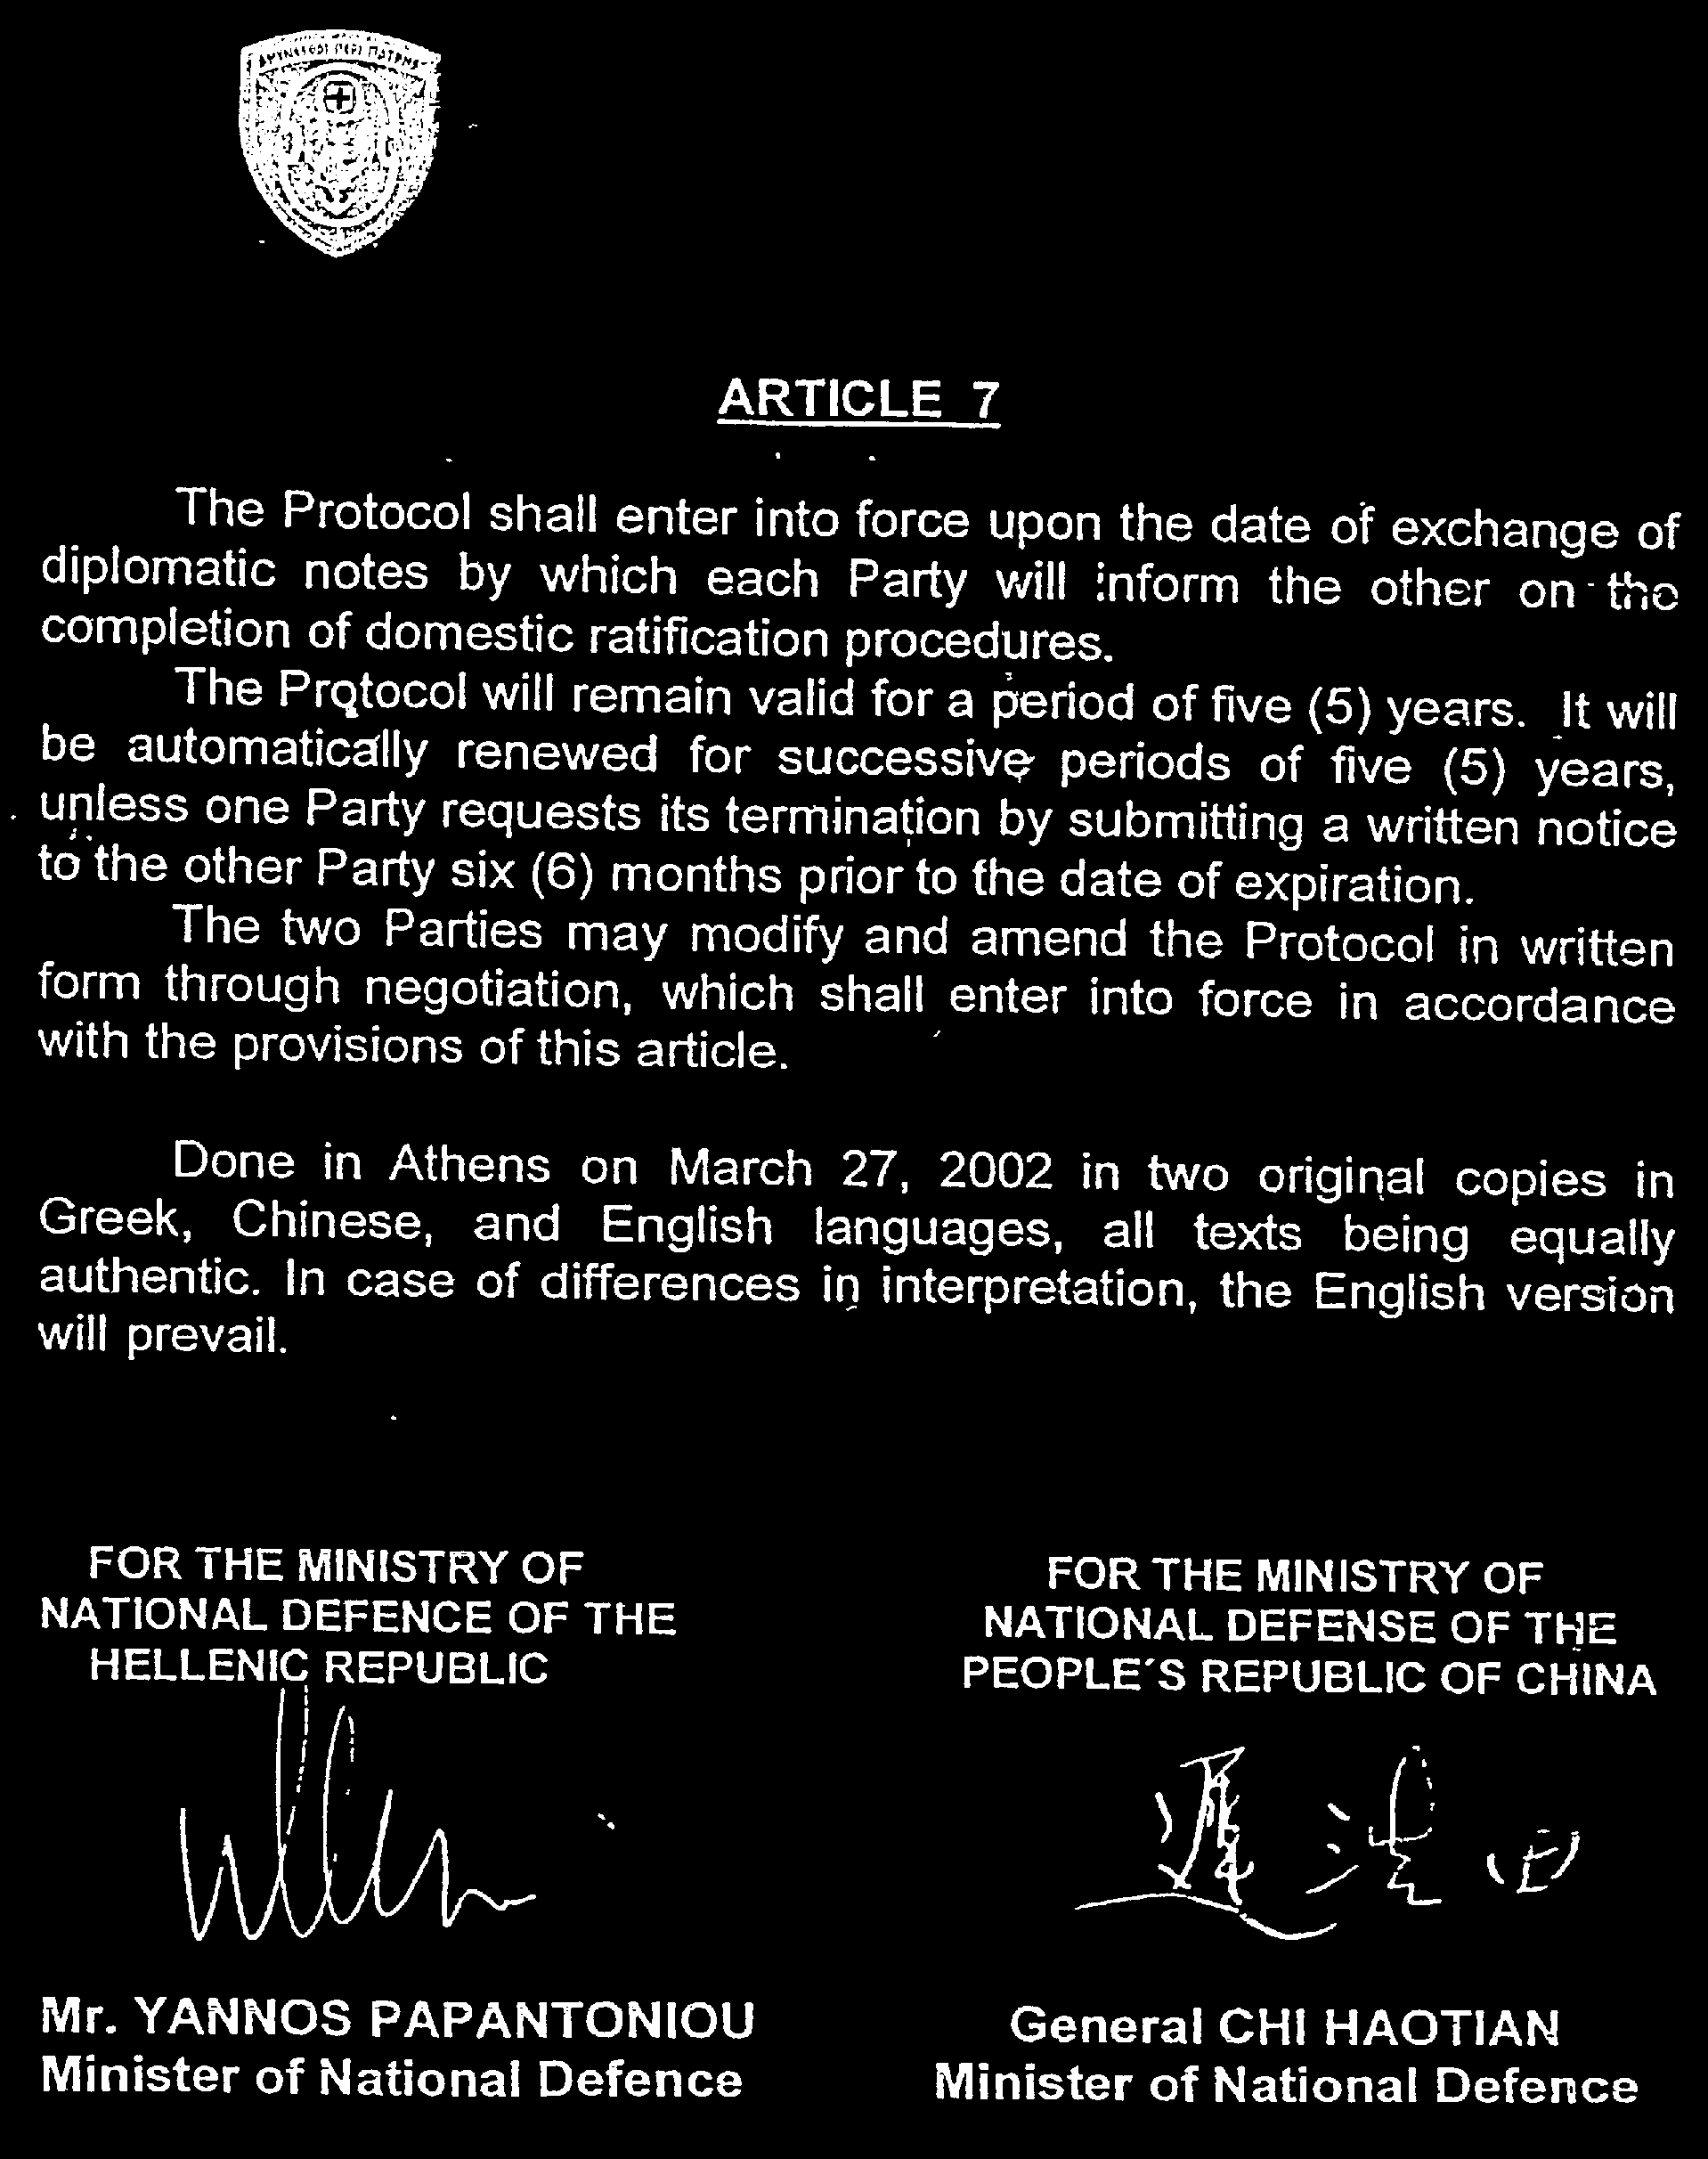 ARTICLE 7
The Protocol shall enter into force upon the date of exchange of
diplomatic notes by which each Party will inform the other on the
completion of domestic ratification procedures.
The Protocol will remain valid for a period of five (5) years. It will
be automatically renewed for successive periods of five (5) years,
unless one Party requests its termination by submitting a written notice
to the other Party six (6) months prior to the date of expiration.
The two Parties may modify and amend the Protocol in written
form through negotiation, which shall enter into force in accordance
with the provisions of this article.
Done in Athens on March 27, 2002 in two original copies in
Greek, Chinese, and English languages, all texts being equally
authentic. In case of differences in interpretation, the English version
will prevail.
FOR THE MINISTRY OF
NATIONAL DEFENCE OF THE
HELLENIC REPUBLIC
FOR THE MINISTRY OF
NATIONAL DEFENSE OF THE
PEOPLE'S REPUBLIC OF CHINA
Mr. YANNOS PAPANTONIOU
Minister of National Defence
General CHI HAOTIAN
Minister of National Defence